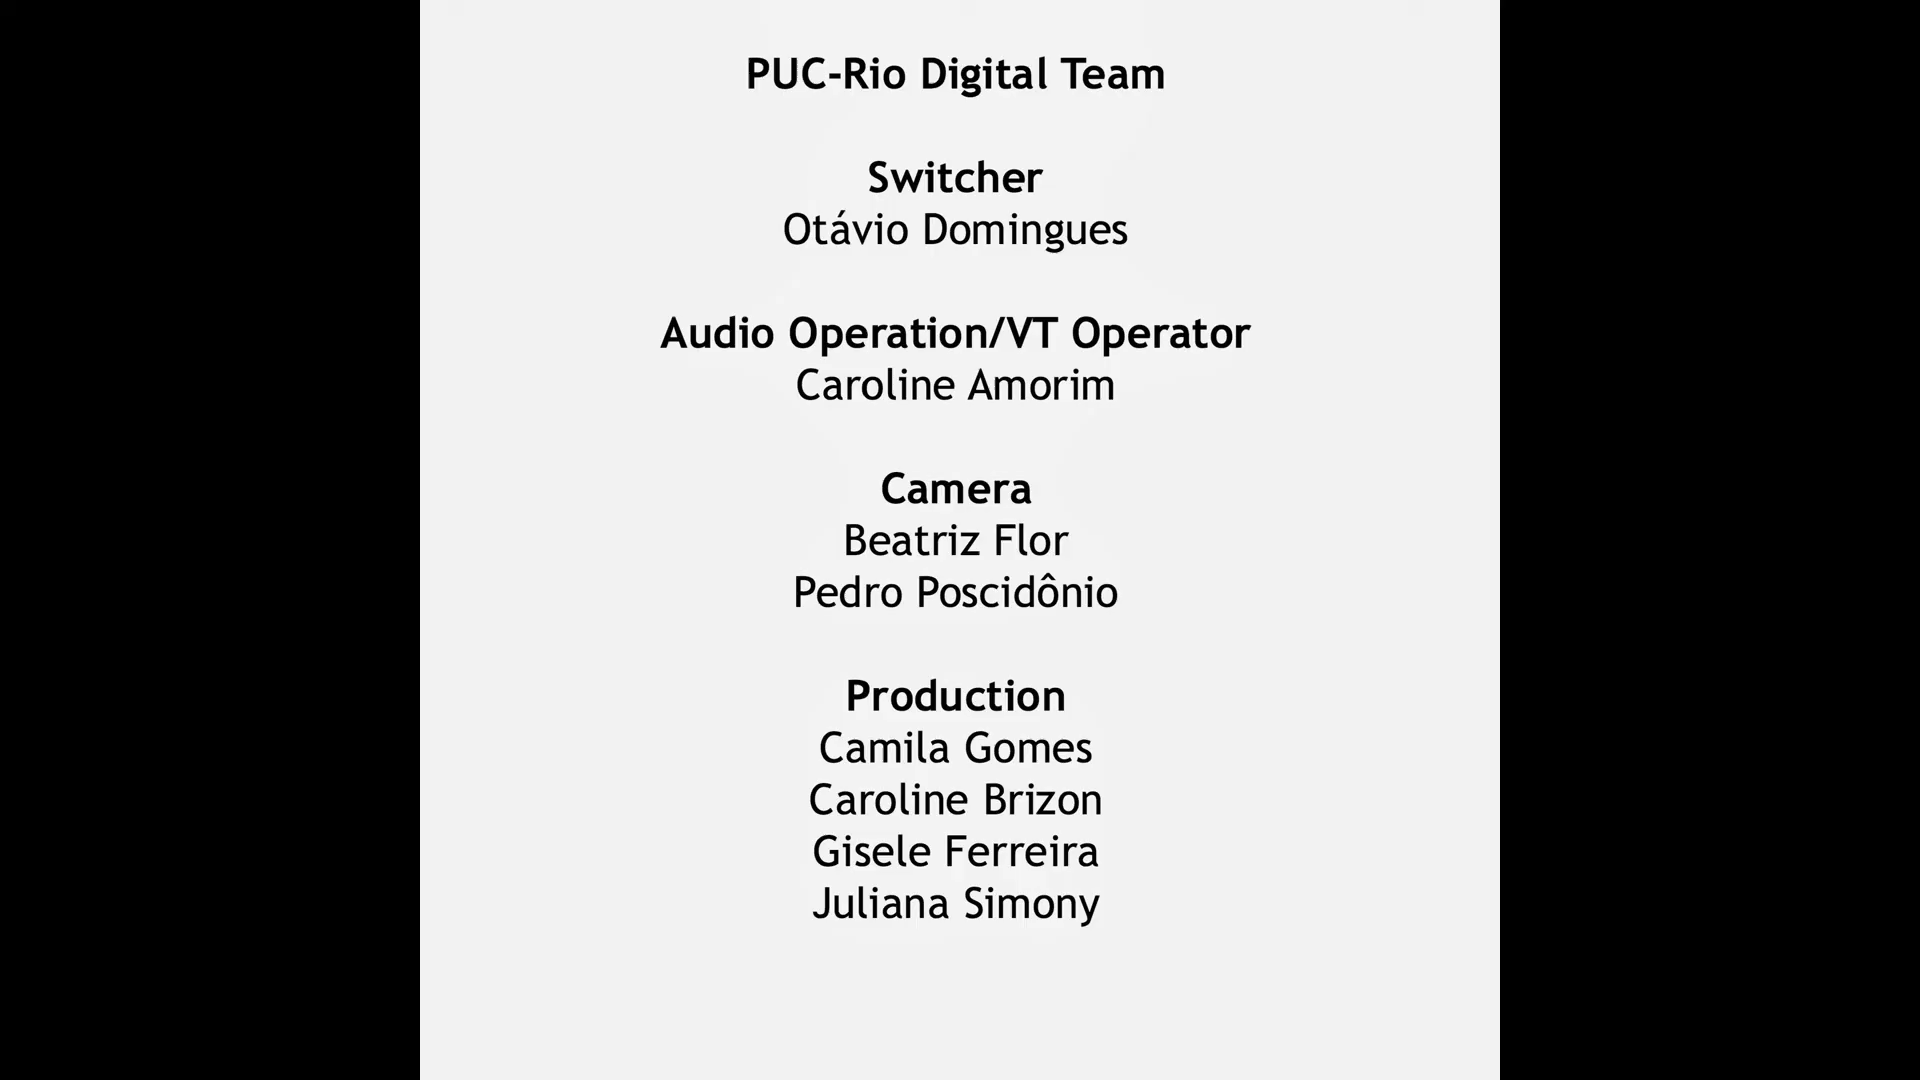 PUC-Rio Digital Team
Switcher
Otávio Domingues
Audio Operation/VT Operator
Caroline Amorim
Camera
Beatriz Flor
Pedro Poscidônio
Production
Camila Gomes
Caroline Brizon
Gisele Ferreira
Juliana Simony